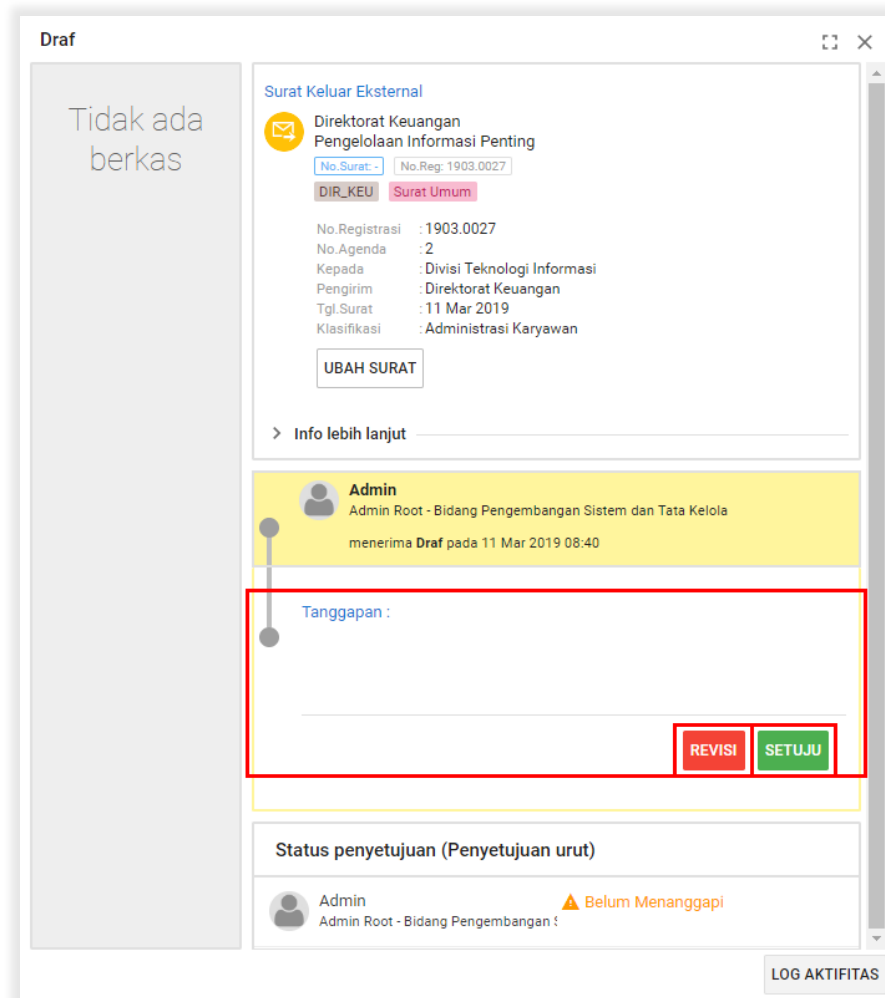 Draf
Tidak ada
berkas
Surat Keluar Eksternal
Direktorat Keuangan
Pengelolaan Informasi Penting
No.Surat: - No.Reg: 1903.0027
DIR_KEU Surat Umum
No.Registrasi : 1903.0027
No.Agenda : 2
Kepada : Divisi Teknologi Informasi
Pengirim : Direktorat Keuangan
Tgl.Surat : 11 Mar 2019
Klasifikasi : Administrasi Karyawan
UBAH SURAT
Info lebih lanjut
Admin
Admin Root - Bidang Pengembangan Sistem dan Tata Kelola
menerima Draf pada 11 Mar 2019 08:40
Tanggapan :
REVISI SETUJU
Status penyetujuan (Penyetujuan urut)
Admin Belum Menanggapi
Admin Root - Bidang Pengembangan
LOG AKTIFITAS